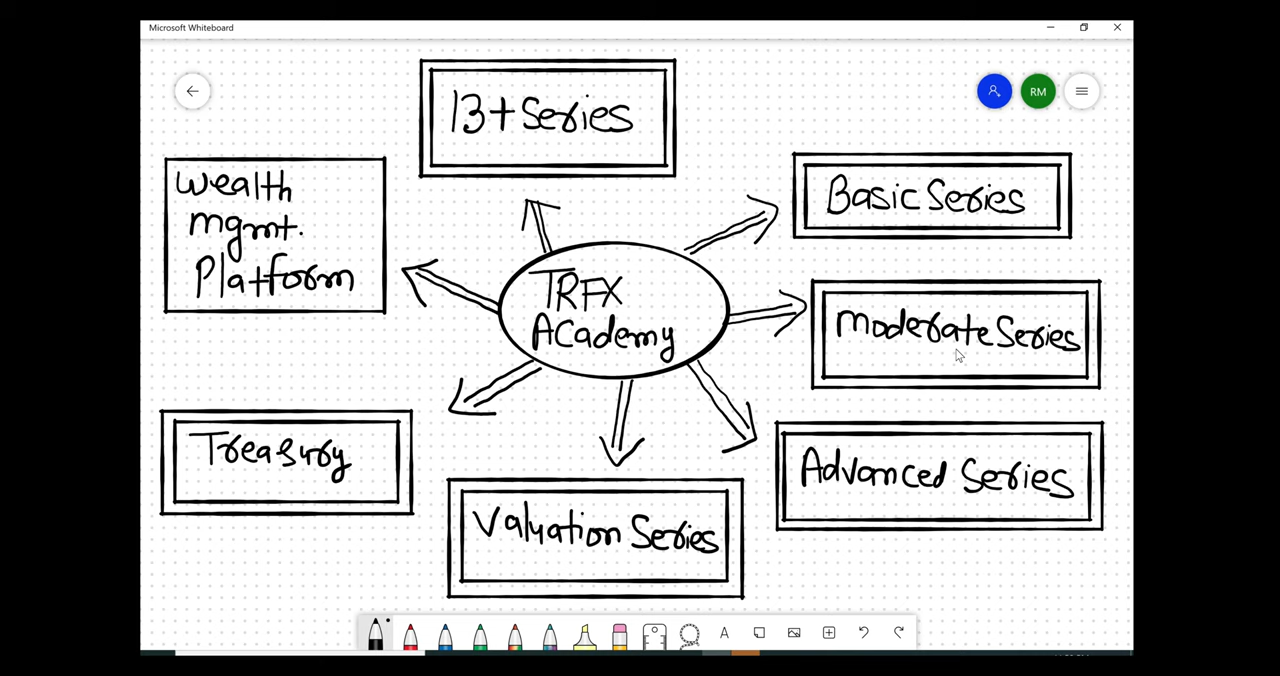 Microsoft Whiteboard
RM
13+ Series
Wealth
mgmt.
Platform
Basic Series
TRFX
Academy
Moderate Series
Treasury
Advanced Series
Valuation Series
A